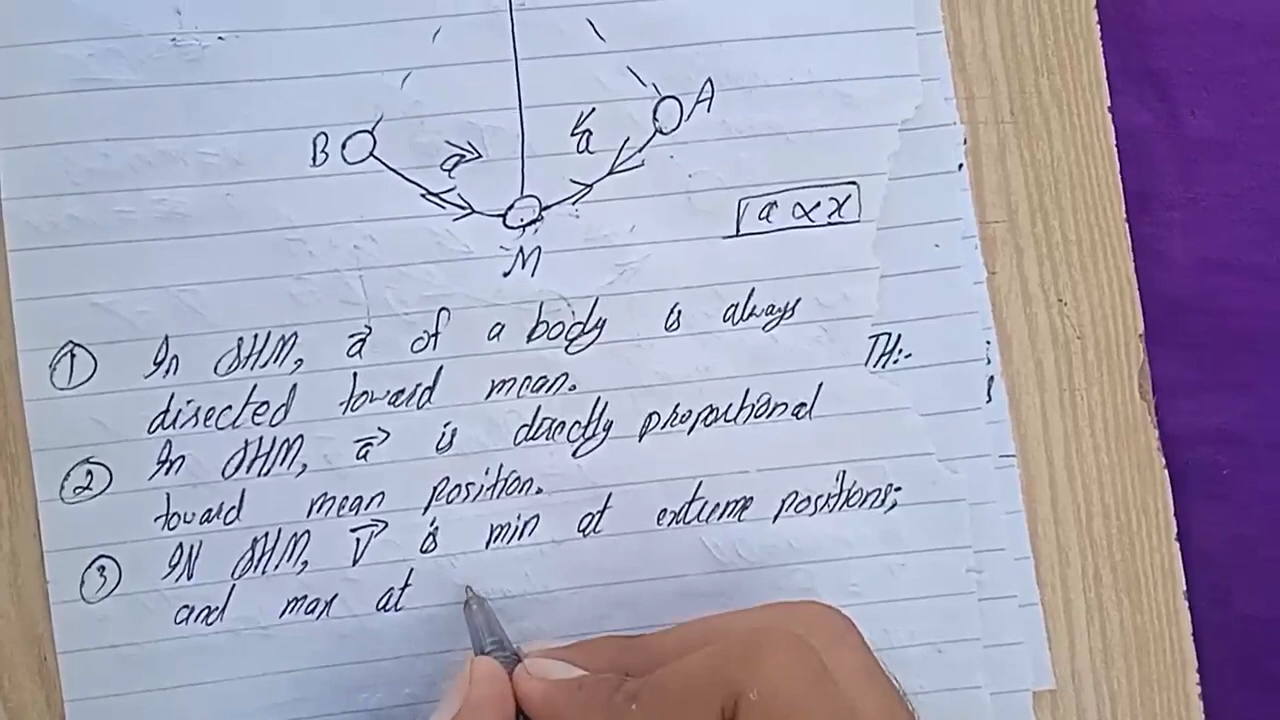 B
a
a
A
M
a ∝ x
① In SHM, a of a body is always
directed toward mean.
TH:-
② In SHM, a is directly proportional
toward mean position.
③ IN SHM, V is min at extreme positions;
and max at